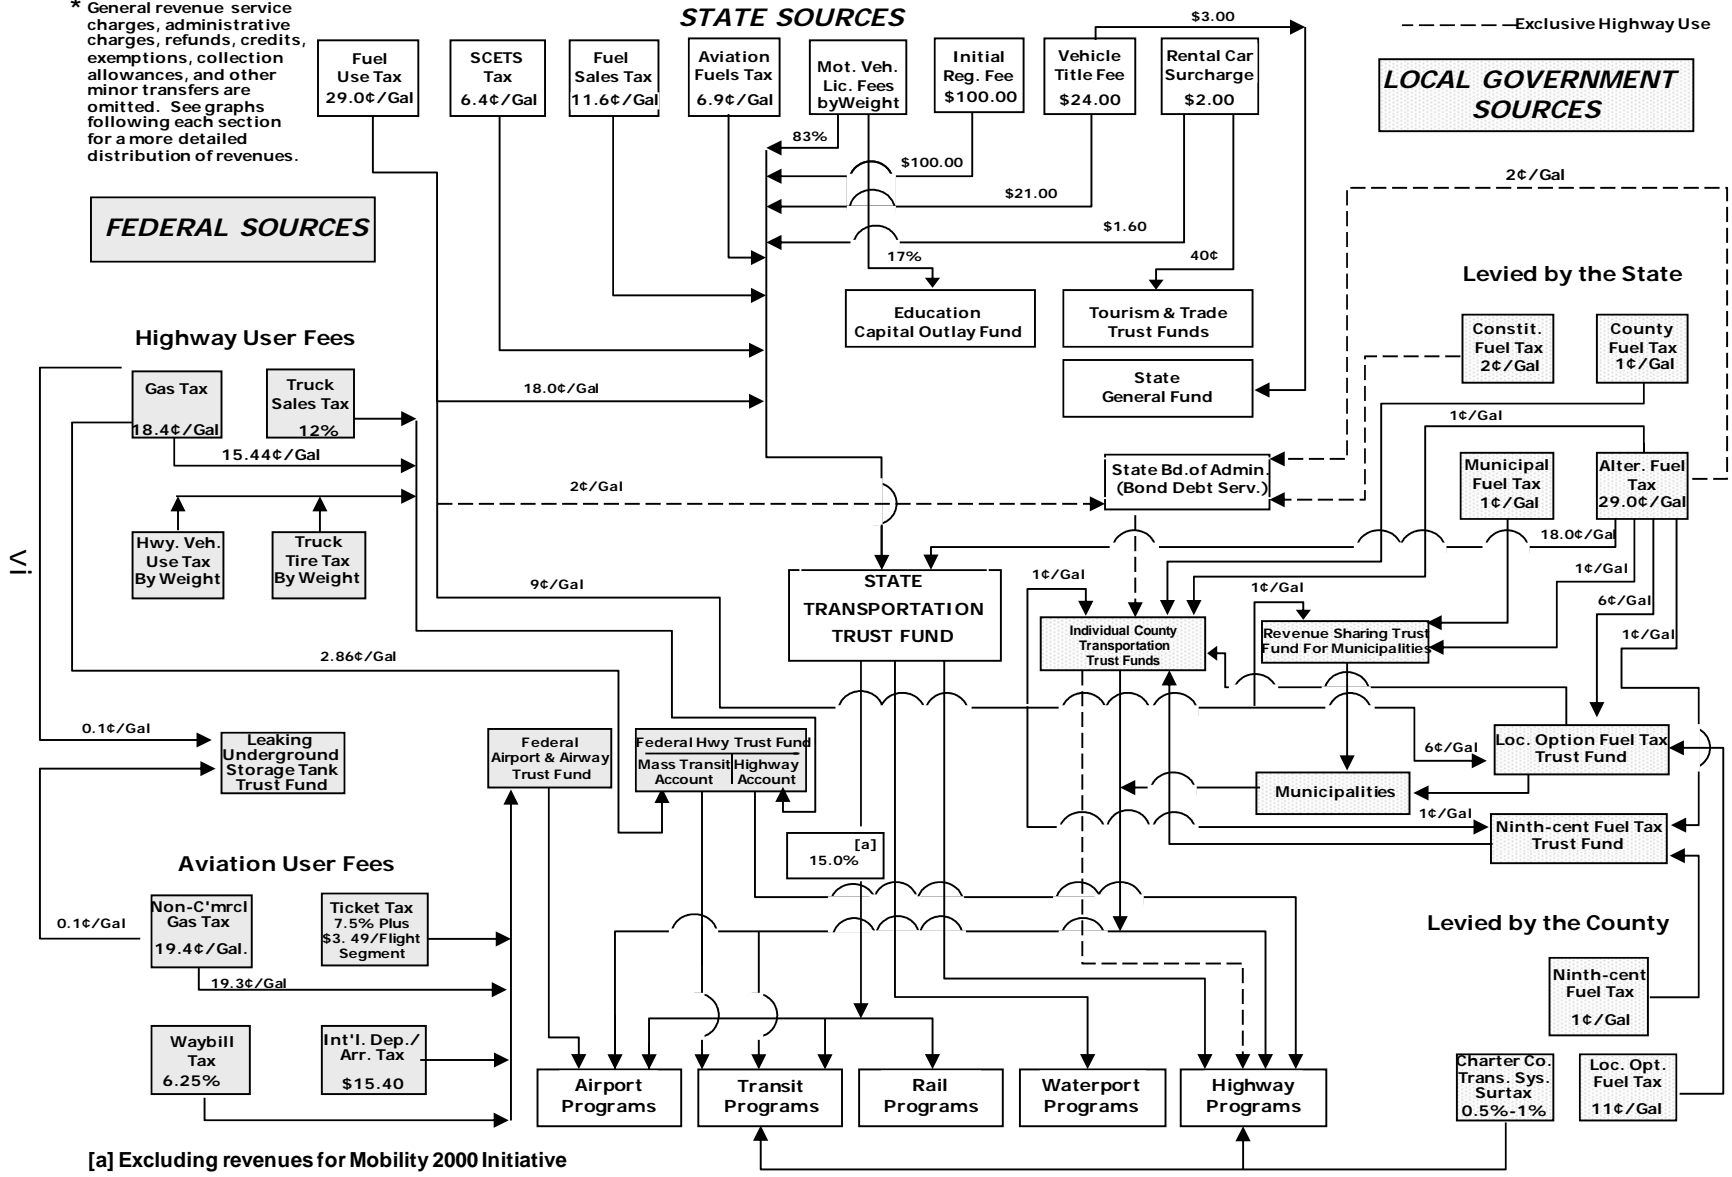 * General revenue service
charges, administrative
charges, refunds, credits,
exemptions, collection
allowances, and other
minor transfers are
omitted. See graphs
following each section
for a more detailed
distribution of revenues.
STATE SOURCES
Fuel
Use Tax
29.0¢/Gal
SCETS
Tax
6.4¢/Gal
Fuel
Sales Tax
11.6¢/Gal
Aviation
Fuels Tax
6.9¢/Gal
Mot. Veh.
Lic. Fees
by Weight
Initial
Reg. Fee
$100.00
Vehicle
Title Fee
$24.00
Rental Car
Surcharge
$2.00
$3.00
Exclusive Highway Use
LOCAL GOVERNMENT
SOURCES
83%
$100.00
$21.00
$1.60
17%
40¢
2¢/Gal
FEDERAL SOURCES
Education
Capital Outlay Fund
Tourism & Trade
Trust Funds
State
General Fund
Levied by the State
Constit.
Fuel Tax
2¢/Gal
County
Fuel Tax
1¢/Gal
1¢/Gal
Municipal
Fuel Tax
1¢/Gal
Alter. Fuel
Tax
29.0¢/Gal
Highway User Fees
Gas Tax
18.4¢/Gal
Truck
Sales Tax
12%
15.44¢/Gal
18.0¢/Gal
2¢/Gal
State Bd.of Admin.
(Bond Debt Serv.)
Hwy. Veh.
Use Tax
By Weight
Truck
Tire Tax
By Weight
vi
9¢/Gal
STATE
TRANSPORTATION
TRUST FUND
18.0¢/Gal
1¢/Gal
1¢/Gal
1¢/Gal
6¢/Gal
1¢/Gal
Individual County
Transportation
Trust Funds
Revenue Sharing Trust
Fund For Municipalities
2.86¢/Gal
0.1¢/Gal
Leaking
Underground
Storage Tank
Trust Fund
Federal
Airport & Airway
Trust Fund
Federal Hwy Trust Fund
Mass Transit
Account
Highway
Account
6¢/Gal
Loc. Option Fuel Tax
Trust Fund
Municipalities
1¢/Gal
Ninth-cent Fuel Tax
Trust Fund
[a]
15.0%
Aviation User Fees
0.1¢/Gal
Non-C'mrcl
Gas Tax
19.4¢/Gal.
Ticket Tax
7.5% Plus
$3. 49/Flight
Segment
19.3¢/Gal
Waybill
Tax
6.25%
Int'l. Dep./
Arr. Tax
$15.40
Levied by the County
Ninth-cent
Fuel Tax
1¢/Gal
Charter Co.
Trans. Sys.
Surtax
0.5%-1%
Loc. Opt.
Fuel Tax
11¢/Gal
Airport
Programs
Transit
Programs
Rail
Programs
Waterport
Programs
Highway
Programs
[a] Excluding revenues for Mobility 2000 Initiative